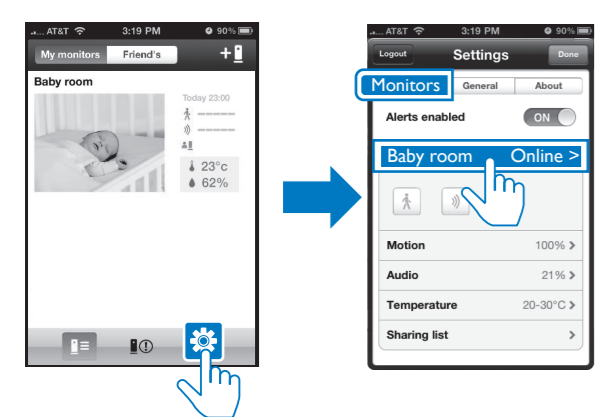 AT&T 3:19 PM 90%
My monitors Friend's +
Baby room
Today 23:00
23°c
62%
AT&T 3:19 PM 90%
Logout Settings Done
Monitors General About
Alerts enabled ON
Baby room Online >
Motion 100% >
Audio 21% >
Temperature 20-30°C >
Sharing list >